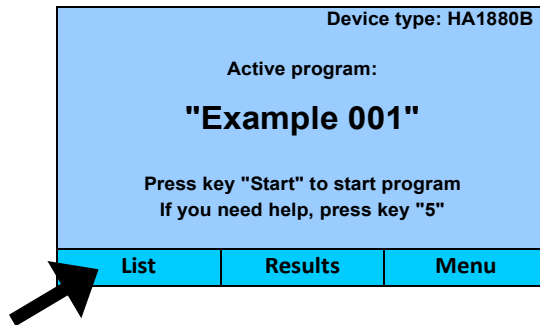 Device type: HA1880B
Active program:
"Example 001"
Press key "Start" to start program
If you need help, press key "5"
List Results Menu